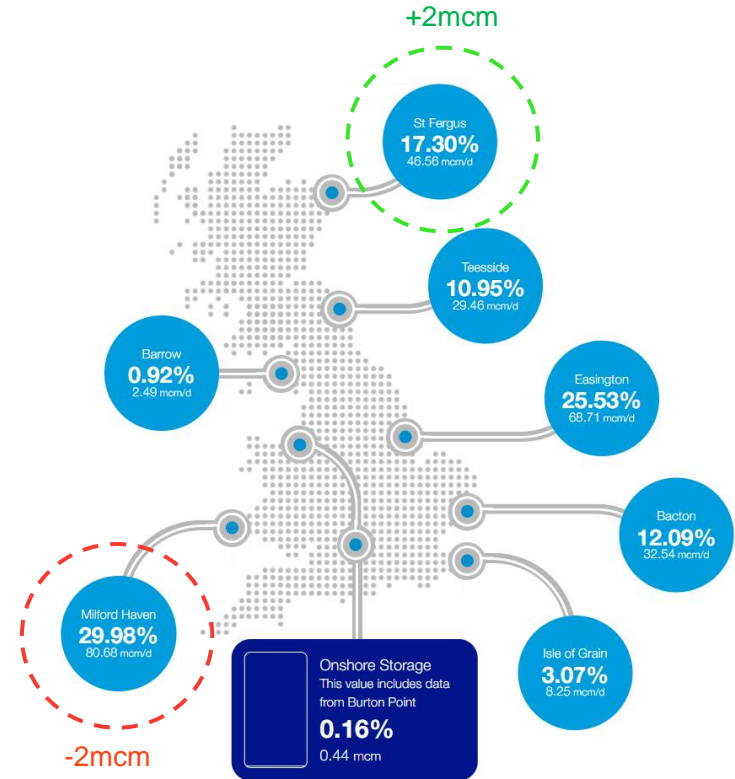 +2mcm
St Fergus
17.30%
46.56 mcm/d
Teesside
10.95%
29.46 mcm/d
Barrow
0.92%
2.49 mcm/d
Easington
25.53%
68.71 mcm/d
Bacton
12.09%
32.54 mcm/d
Milford Haven
29.98%
80.68 mcm/d
Isle of Grain
3.07%
8.25 mcm/d
Onshore Storage
This value includes data
from Burton Point
0.16%
0.44 mcm
-2mcm